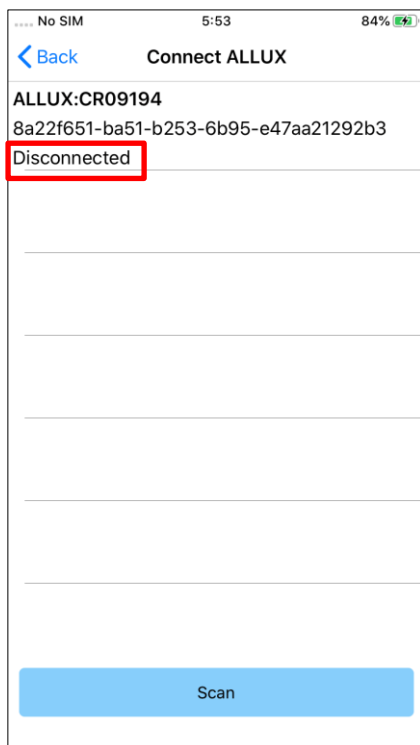 No SIM 5:53 84%
Back Connect ALLUX
ALLUX:CR09194
8a22f651-ba51-b253-6b95-e47aa21292b3
Disconnected
Scan